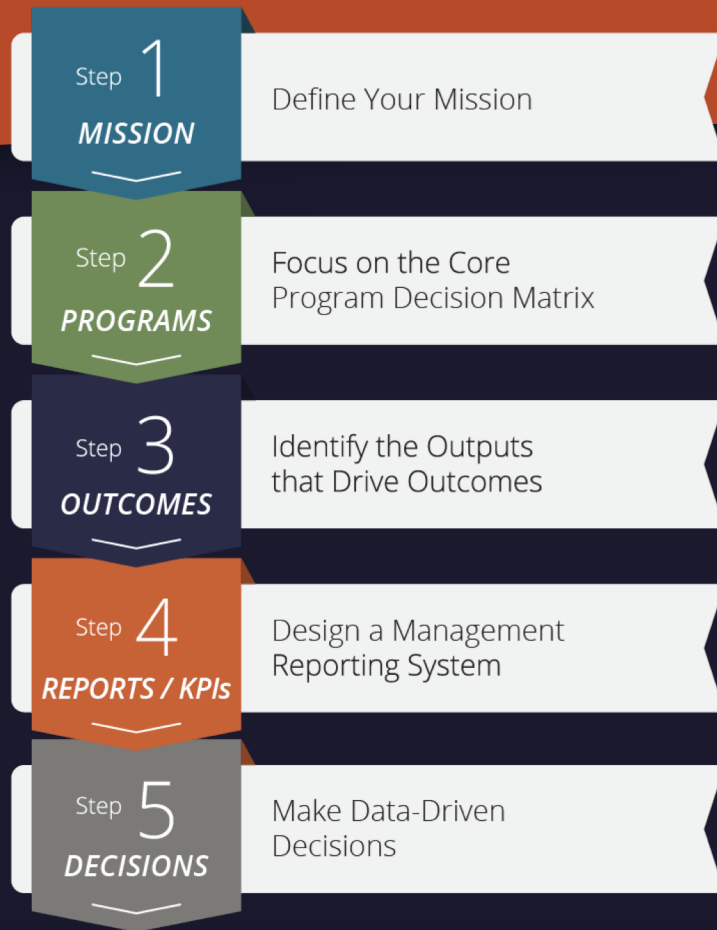 Step 1
MISSION
Define Your Mission
Step 2
PROGRAMS
Focus on the Core
Program Decision Matrix
Step 3
OUTCOMES
Identify the Outputs
that Drive Outcomes
Step 4
REPORTS / KPIs
Design a Management
Reporting System
Step 5
DECISIONS
Make Data-Driven
Decisions